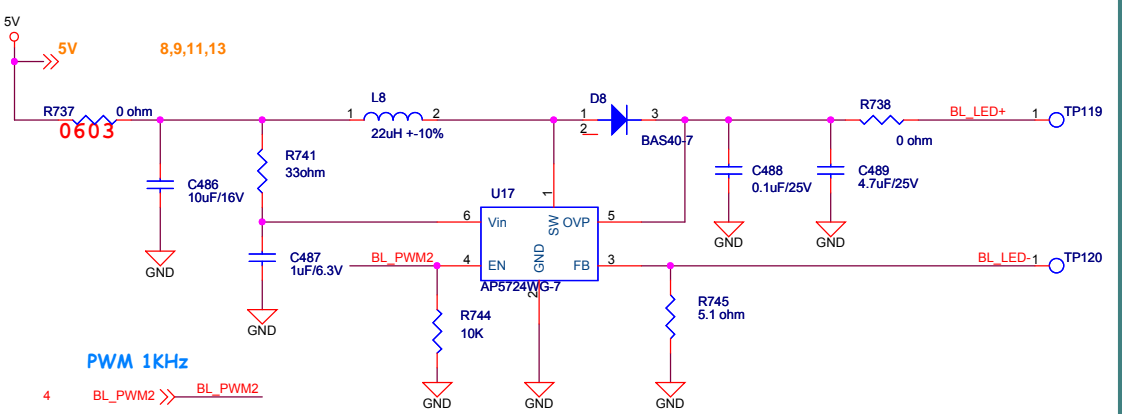 5V
5V 8,9,11,13
R737 0 ohm
0603
L8
1 2
22uH +-10%
D8
1 3
2
BAS40-7
R738
0 ohm
BL_LED+ 1 TP119
C486
10uF/16V
R741
33ohm
C488
0.1uF/25V
C489
4.7uF/25V
U17
1
6 Vin SW OVP 5
GND GND
C487
1uF/6.3V
BL_PWM2 4 EN GND FB 3
BL_LED- 1 TP120
AP5724WG-7
2
GND
GND
R744
10K
R745
5.1 ohm
GND GND GND
PWM 1KHz
4 BL_PWM2 BL_PWM2